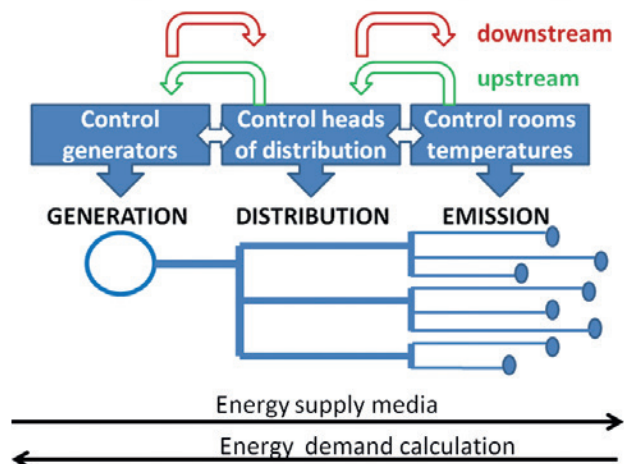 downstream
upstream
Control generators
Control heads of distribution
Control rooms temperatures
GENERATION
DISTRIBUTION
EMISSION
Energy supply media
Energy demand calculation